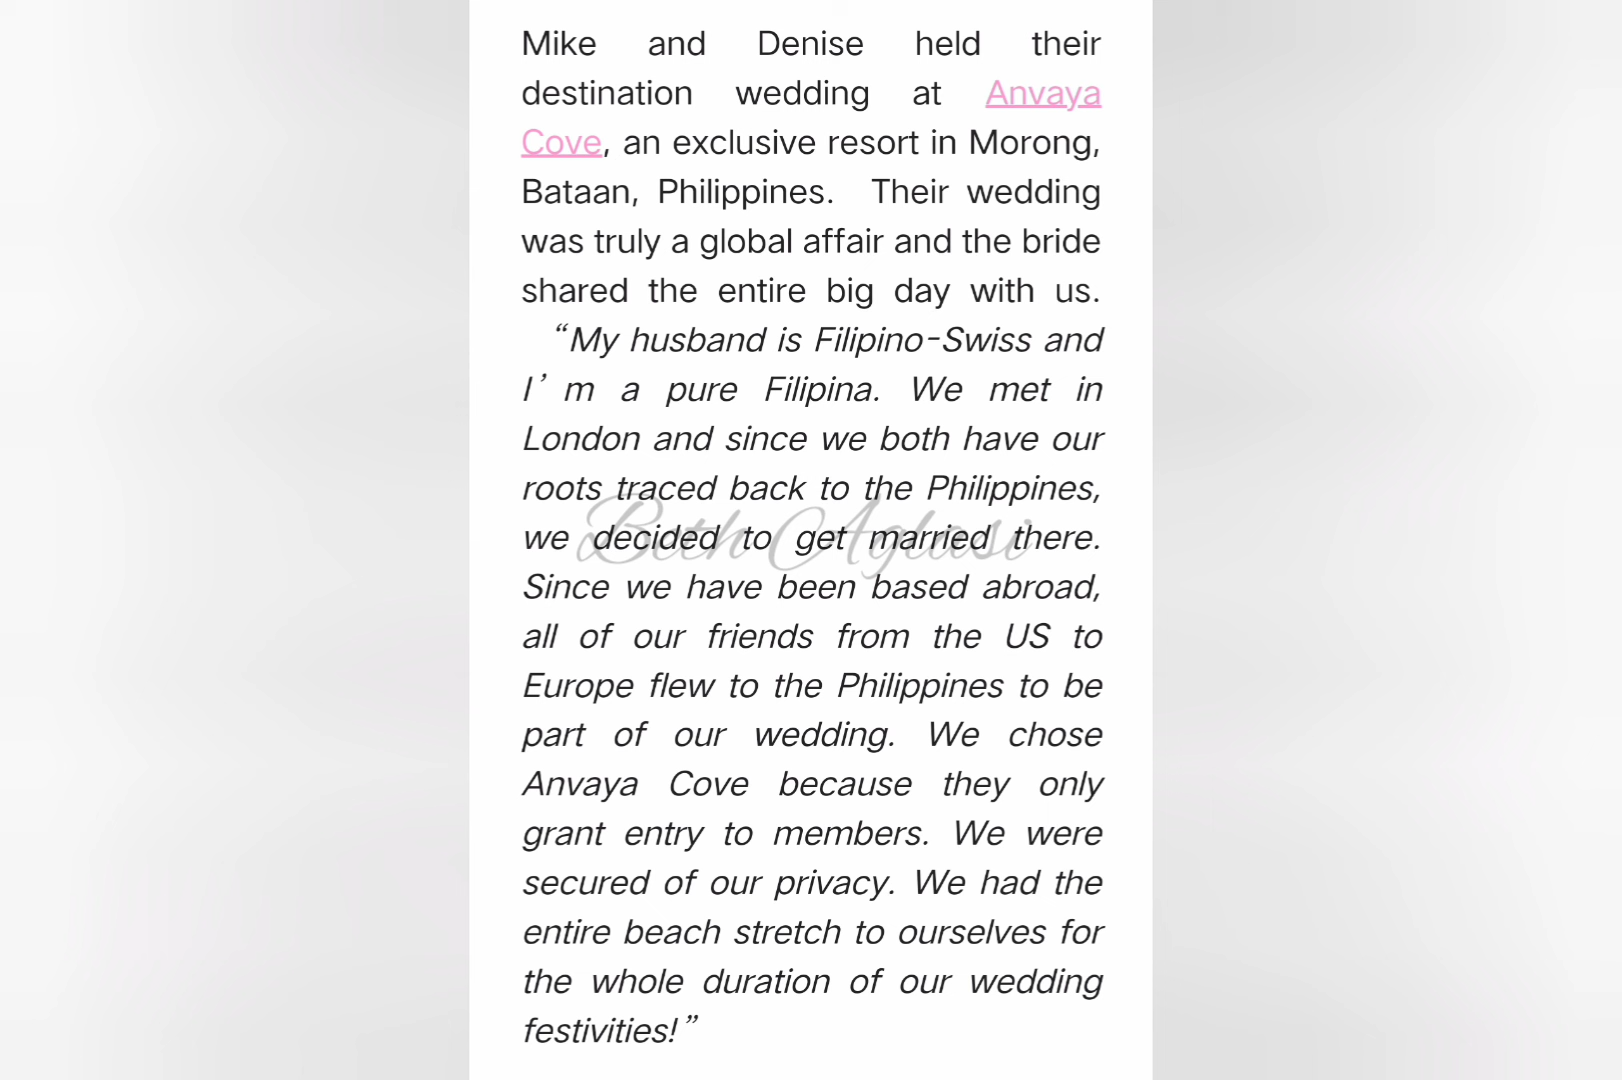 Mike and Denise held their
destination wedding at Anvaya
Cove, an exclusive resort in Morong,
Bataan, Philippines.  Their wedding
was truly a global affair and the bride
shared the entire big day with us.
“My husband is Filipino-Swiss and
I’m a pure Filipina. We met in
London and since we both have our
roots traced back to the Philippines,
we decided to get married there.
Beth Aglasi
Since we have been based abroad,
all of our friends from the US to
Europe flew to the Philippines to be
part of our wedding. We chose
Anvaya Cove because they only
grant entry to members. We were
secured of our privacy. We had the
entire beach stretch to ourselves for
the whole duration of our wedding
festivities!”